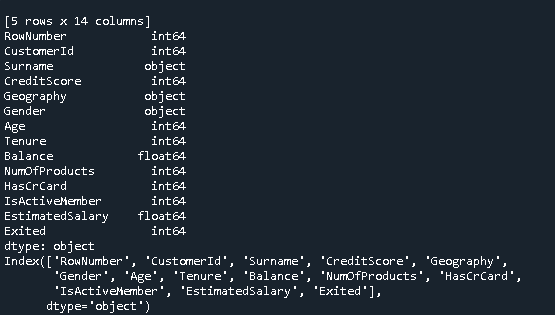 [5 rows x 14 columns]
RowNumber            int64
CustomerId           int64
Surname             object
CreditScore          int64
Geography           object
Gender              object
Age                  int64
Tenure               int64
Balance            float64
NumOfProducts        int64
HasCrCard            int64
IsActiveMember       int64
EstimatedSalary    float64
Exited               int64
dtype: object
Index(['RowNumber', 'CustomerId', 'Surname', 'CreditScore', 'Geography',
       'Gender', 'Age', 'Tenure', 'Balance', 'NumOfProducts', 'HasCrCard',
       'IsActiveMember', 'EstimatedSalary', 'Exited'],
      dtype='object')